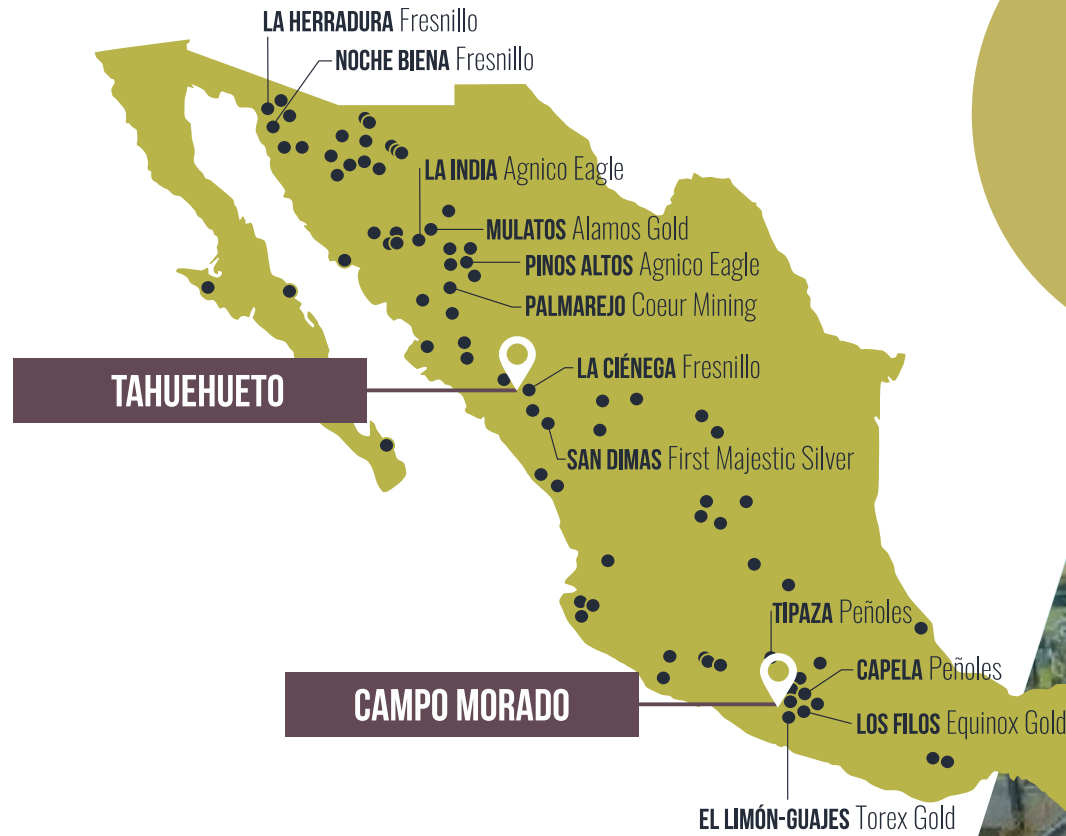 LA HERRADURA Fresnillo
NOCHE BIENA Fresnillo
LA INDIA Agnico Eagle
MULATOS Alamos Gold
PINOS ALTOS Agnico Eagle
PALMAREJO Coeur Mining
TAHUEHUETO
LA CIÉNEGA Fresnillo
SAN DIMAS First Majestic Silver
TIPAZA Peñoles
CAPELA Peñoles
CAMPO MORADO
LOS FILOS Equinox Gold
EL LIMÓN-GUAJES Torex Gold